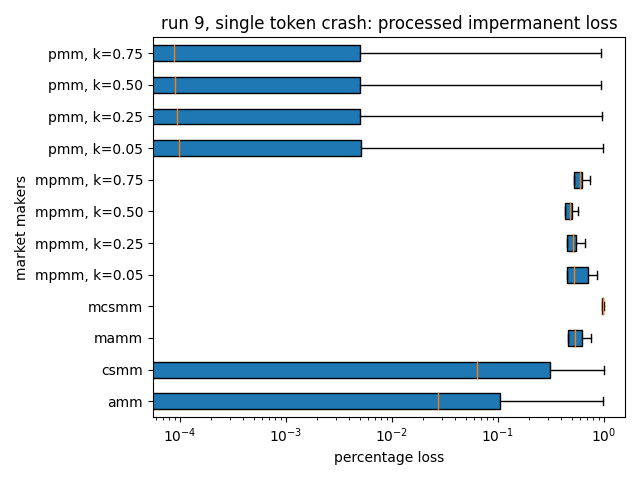 run 9, single token crash: processed impermanent loss
pmm, k=0.75
pmm, k=0.50
pmm, k=0.25
pmm, k=0.05
mpmm, k=0.75
mpmm, k=0.50
mpmm, k=0.25
mpmm, k=0.05
mcsmm
mamm
csmm
amm
market makers
10⁻⁴ 10⁻³ 10⁻² 10⁻¹ 10⁰
percentage loss